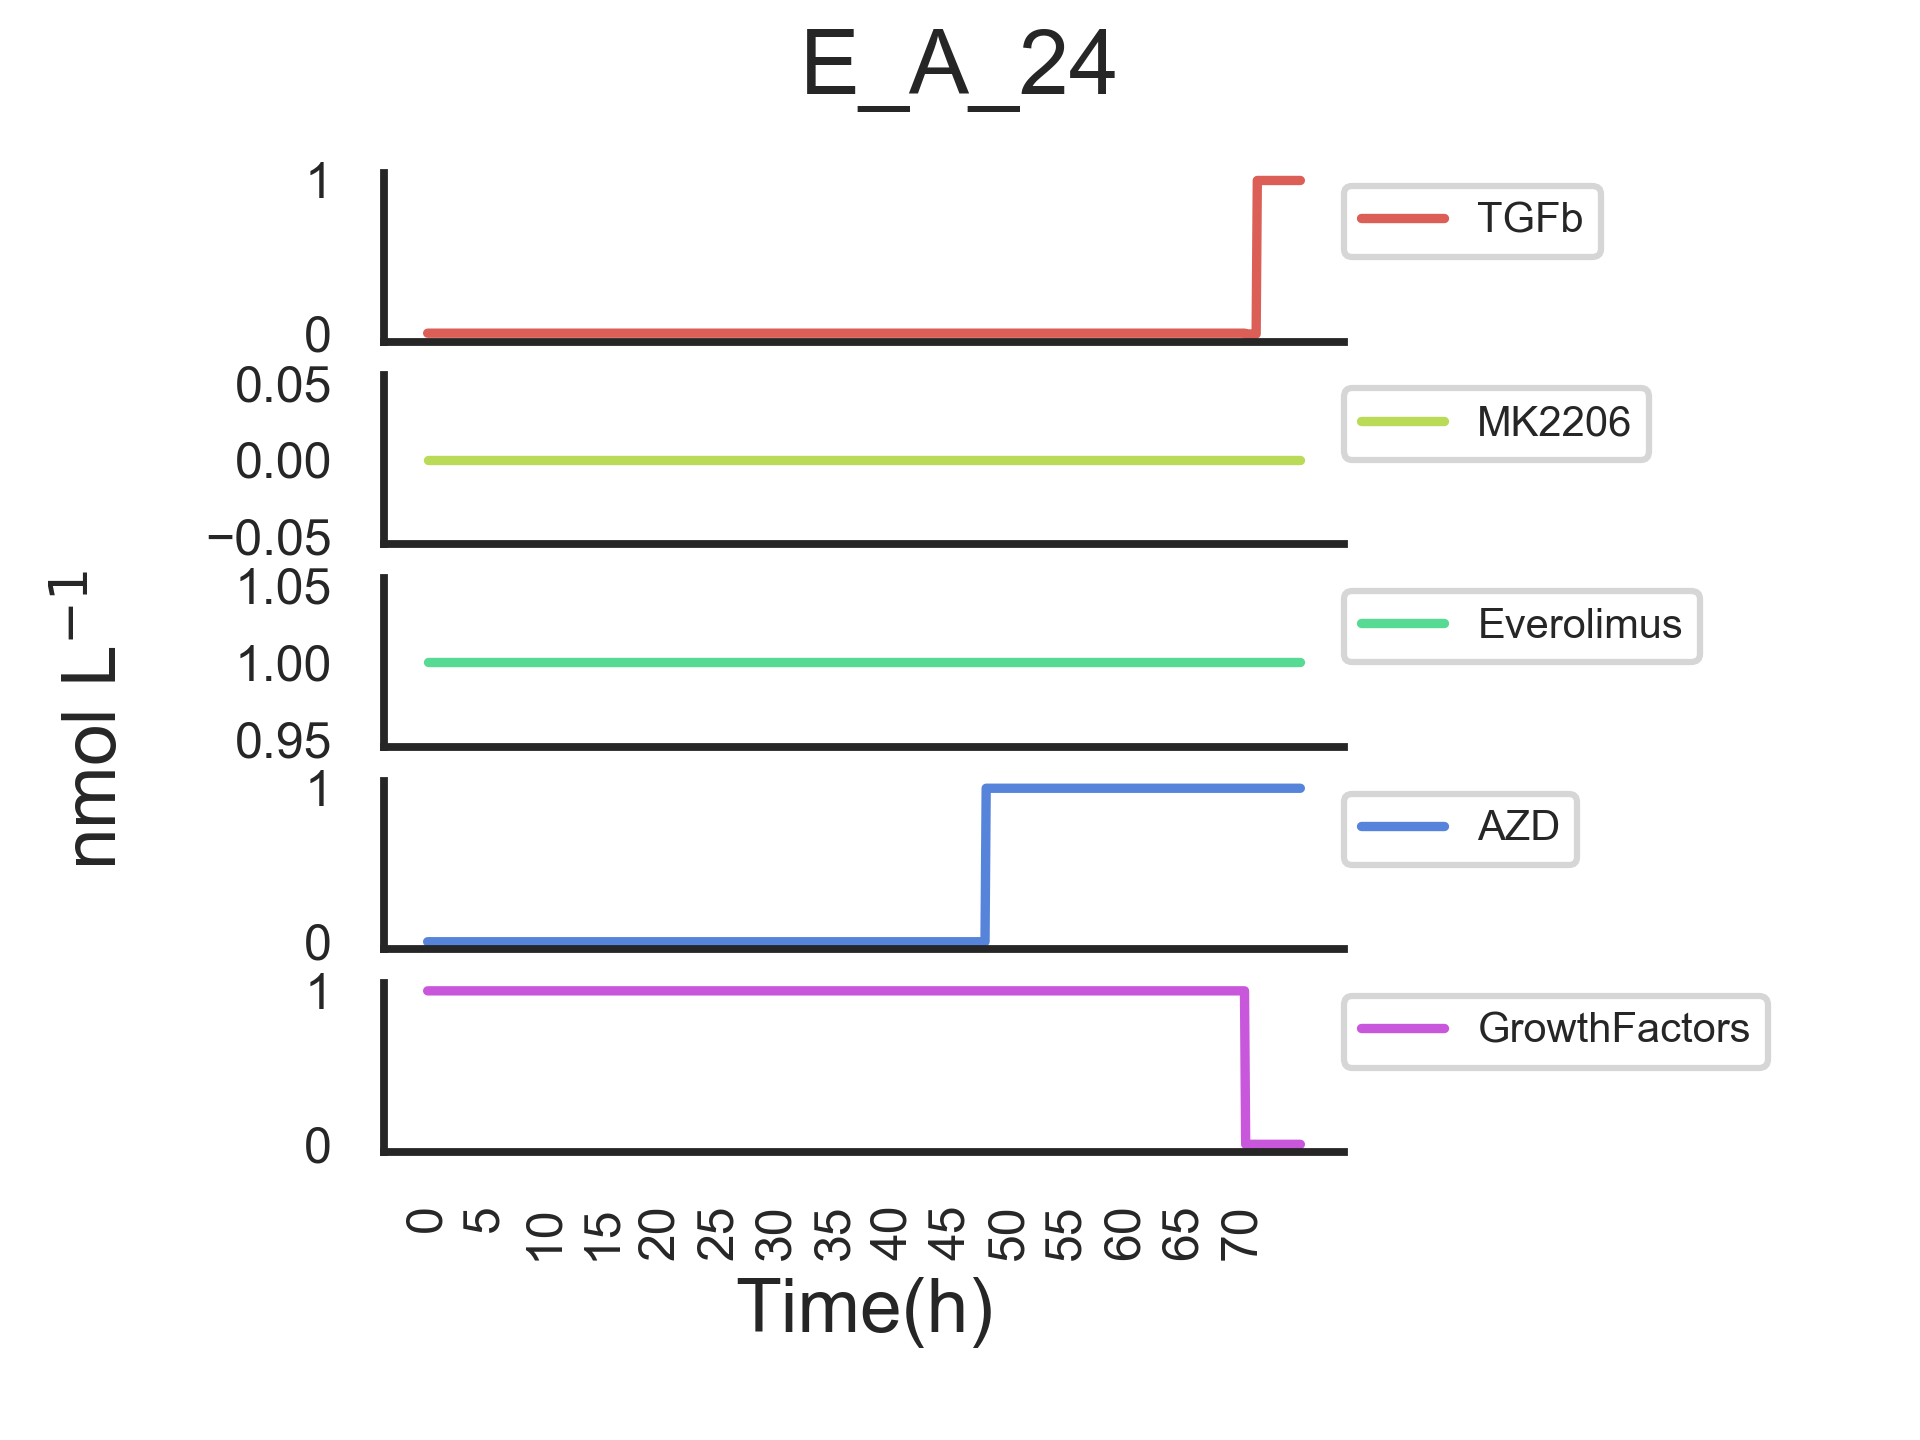 E_A_24
1
0
TGFb
0.05
0.00
−0.05
MK2206
1.05
1.00
0.95
Everolimus
1
0
AZD
1
0
GrowthFactors
nmol L⁻¹
0 5 10 15 20 25 30 35 40 45 50 55 60 65 70
Time(h)